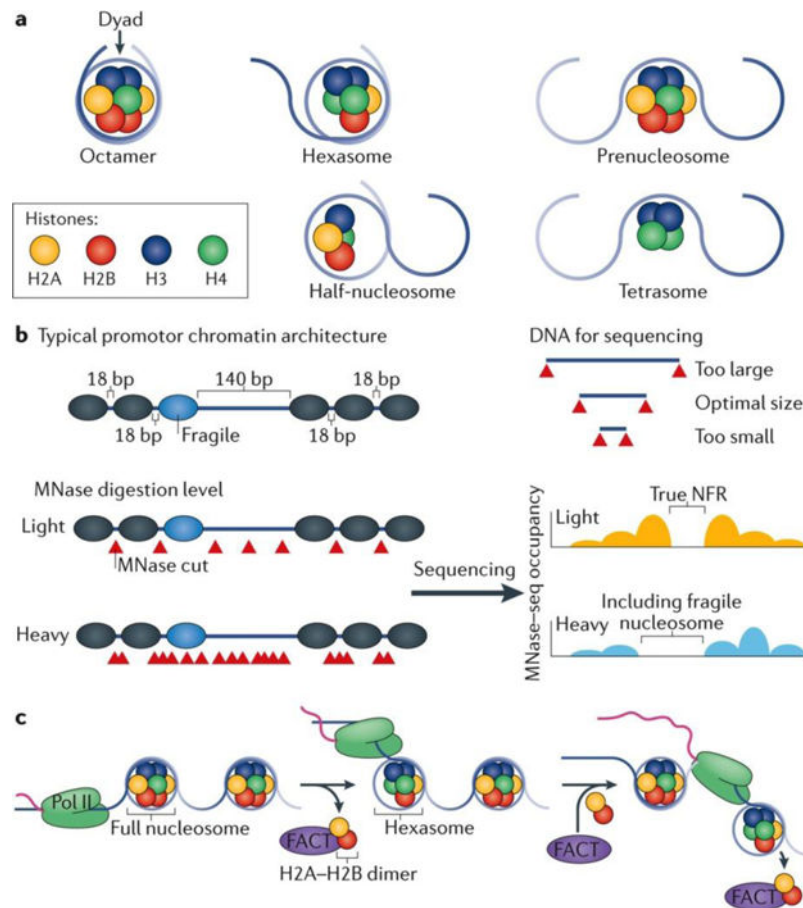 a
Dyad
Octamer
Hexasome
Prenucleosome
Histones:
H2A H2B H3 H4
Half-nucleosome
Tetrasome
b Typical promotor chromatin architecture
18 bp 140 bp 18 bp
18 bp Fragile 18 bp
DNA for sequencing
Too large
Optimal size
Too small
MNase digestion level
Light
MNase cut
Heavy
Sequencing
MNase–seq occupancy
Light
True NFR
Heavy
Including fragile
nucleosome
c
Pol II
Full nucleosome
FACT
H2A–H2B dimer
Hexasome
FACT
FACT